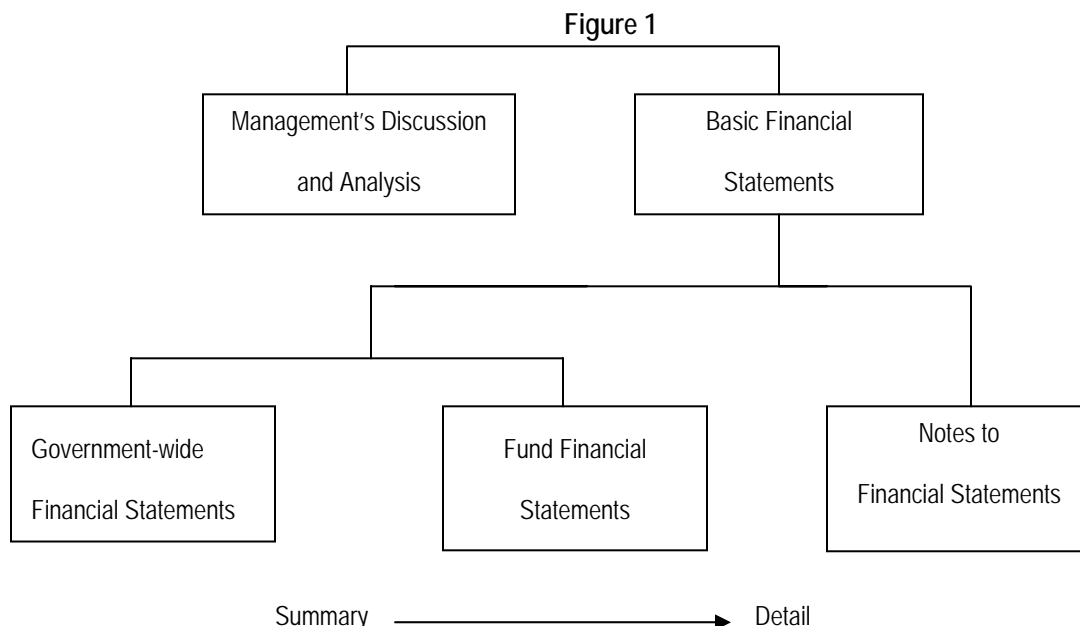 Figure 1
Management's Discussion
and Analysis
Basic Financial
Statements
Government-wide
Financial Statements
Fund Financial
Statements
Notes to
Financial Statements
Summary
Detail